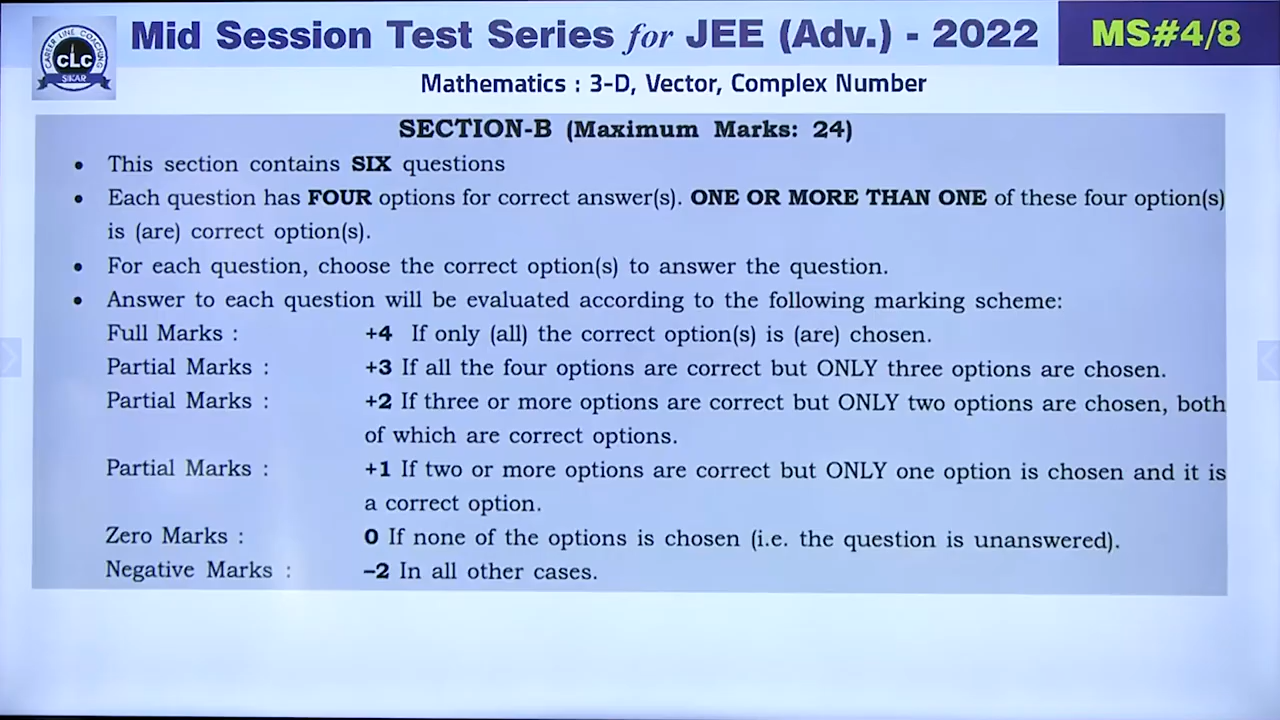 Mid Session Test Series for JEE (Adv.) - 2022
MS#4/8
CAREER LINE COACHING
CLC
SIKAR
Mathematics : 3-D, Vector, Complex Number
SECTION-B (Maximum Marks: 24)
• This section contains SIX questions
• Each question has FOUR options for correct answer(s). ONE OR MORE THAN ONE of these four option(s)
is (are) correct option(s).
• For each question, choose the correct option(s) to answer the question.
• Answer to each question will be evaluated according to the following marking scheme:
Full Marks : +4 If only (all) the correct option(s) is (are) chosen.
Partial Marks : +3 If all the four options are correct but ONLY three options are chosen.
Partial Marks : +2 If three or more options are correct but ONLY two options are chosen, both
of which are correct options.
Partial Marks : +1 If two or more options are correct but ONLY one option is chosen and it is
a correct option.
Zero Marks : 0 If none of the options is chosen (i.e. the question is unanswered).
Negative Marks : –2 In all other cases.